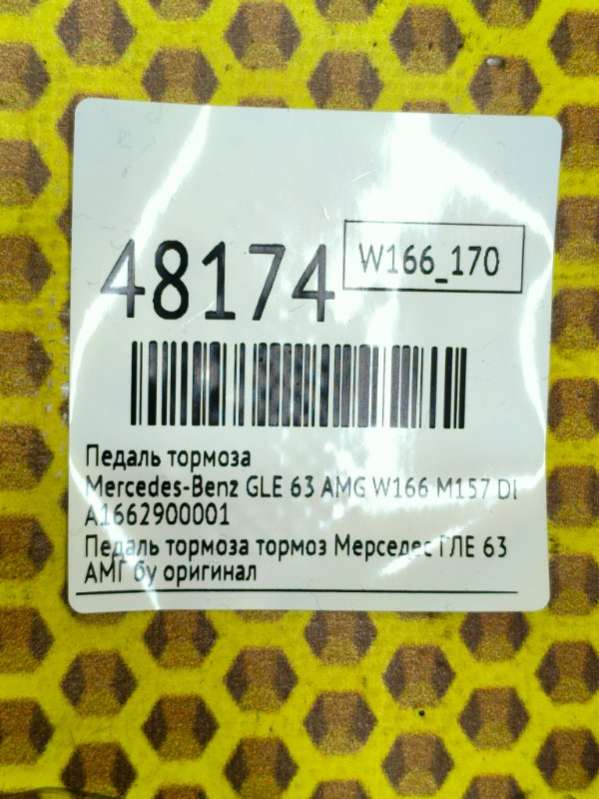 48174
W166_170
Педаль тормоза
Mercedes-Benz GLE 63 AMG W166 M157 DI
A1662900001
Педаль тормоза тормоз Мерседес ГЛЕ 63
АМГ бу оригинал